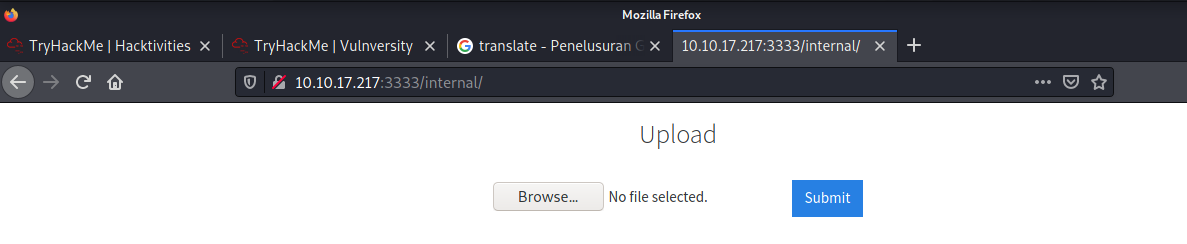 Mozilla Firefox
TryHackMe | Hacktivities
TryHackMe | Vulnversity
translate - Penelusuran G
10.10.17.217:3333/internal/
10.10.17.217:3333/internal/
Upload
Browse... No file selected. Submit